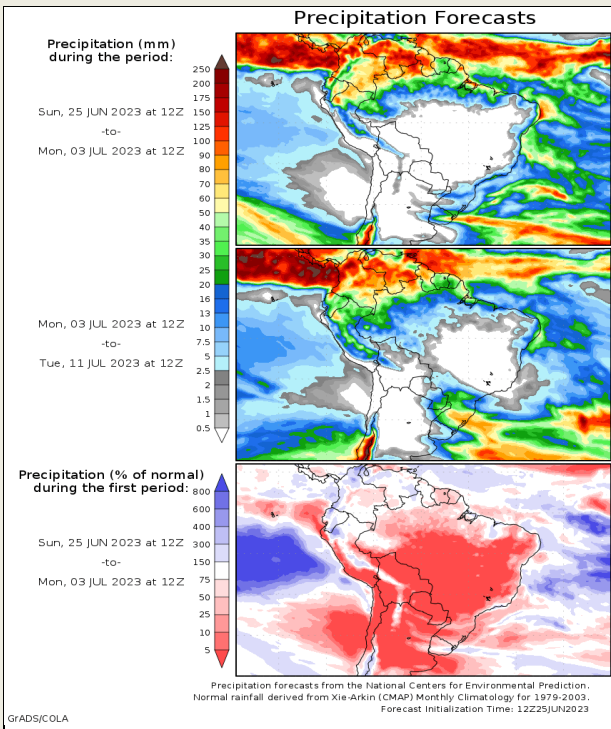 Precipitation Forecasts
Precipitation (mm)
during the period:
Sun, 25 JUN 2023 at 12Z
-to-
Mon, 03 JUL 2023 at 12Z
250
200
175
150
125
100
90
80
70
60
50
40
35
30
25
20
16
13
10
7.5
5
2.5
2
1.5
1
0.5
Mon, 03 JUL 2023 at 12Z
-to-
Tue, 11 JUL 2023 at 12Z
Precipitation (% of normal)
during the first period:
Sun, 25 JUN 2023 at 12Z
-to-
Mon, 03 JUL 2023 at 12Z
800
600
400
300
150
75
50
25
10
5
Precipitation forecasts from the National Centers for Environmental Prediction.
Normal rainfall derived from Xie-Arkin (CMAP) Monthly Climatology for 1979-2003.
Forecast Initialization Time: 12Z25JUN2023
GrADS/COLA